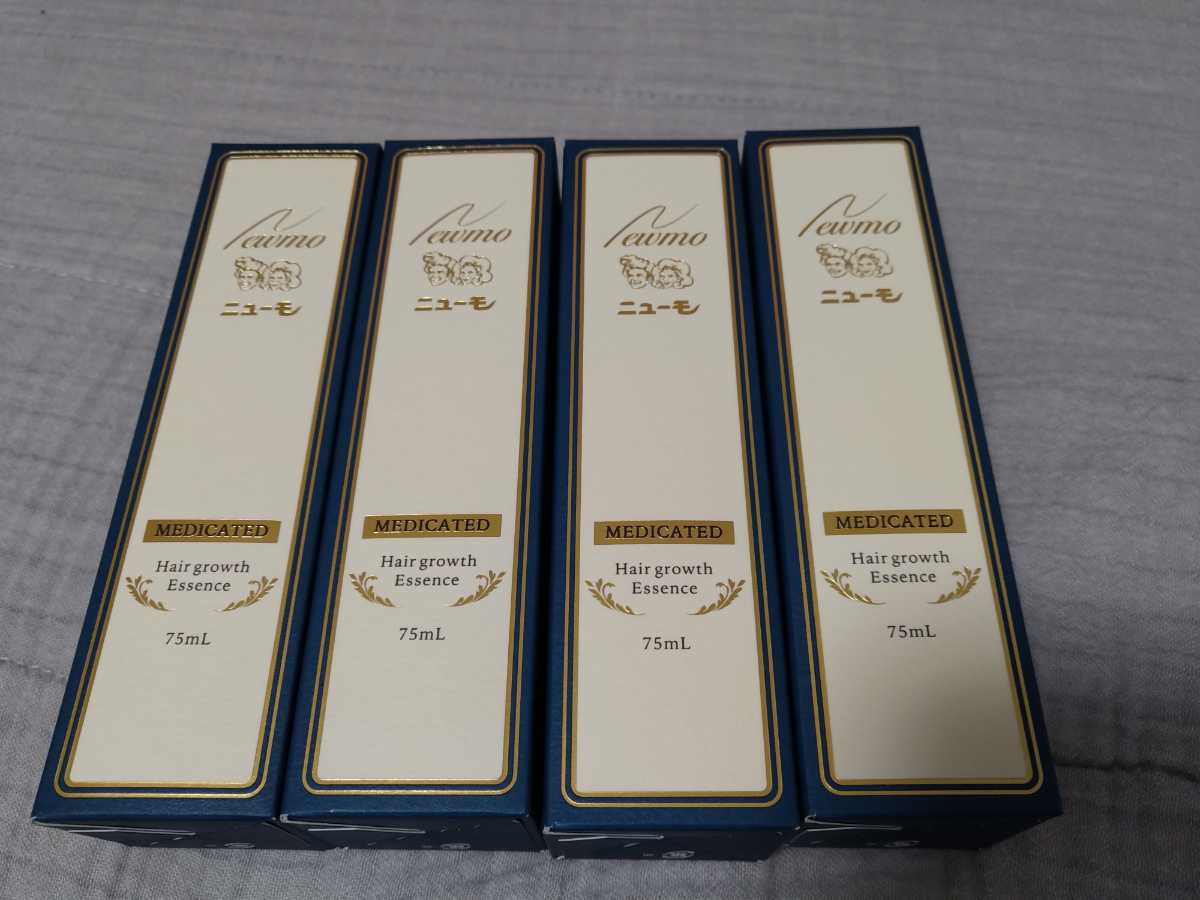 Newmo
ニューモ
MEDICATED
Hair growth
Essence
75mL
Newmo
ニューモ
MEDICATED
Hair growth
Essence
75mL
Newmo
ニューモ
MEDICATED
Hair growth
Essence
75mL
Newmo
ニューモ
MEDICATED
Hair growth
Essence
75mL